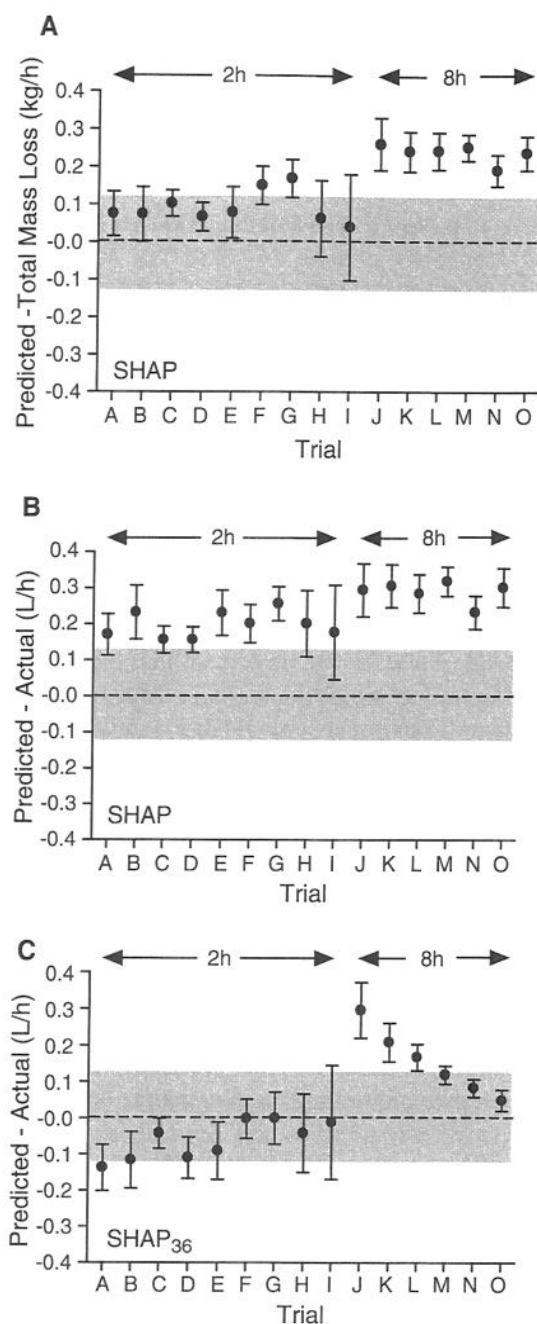 A
2h 8h
Predicted -Total Mass Loss (kg/h)
0.4
0.3
0.2
0.1
-0.0
-0.1
-0.2
-0.3
-0.4
SHAP
A B C D E F G H I J K L M N O
Trial
B
2h 8h
Predicted - Actual (L/h)
0.4
0.3
0.2
0.1
-0.0
-0.1
-0.2
-0.3
-0.4
SHAP
A B C D E F G H I J K L M N O
Trial
C
2h 8h
Predicted - Actual (L/h)
0.4
0.3
0.2
0.1
-0.0
-0.1
-0.2
-0.3
-0.4
SHAP₃₆
A B C D E F G H I J K L M N O
Trial